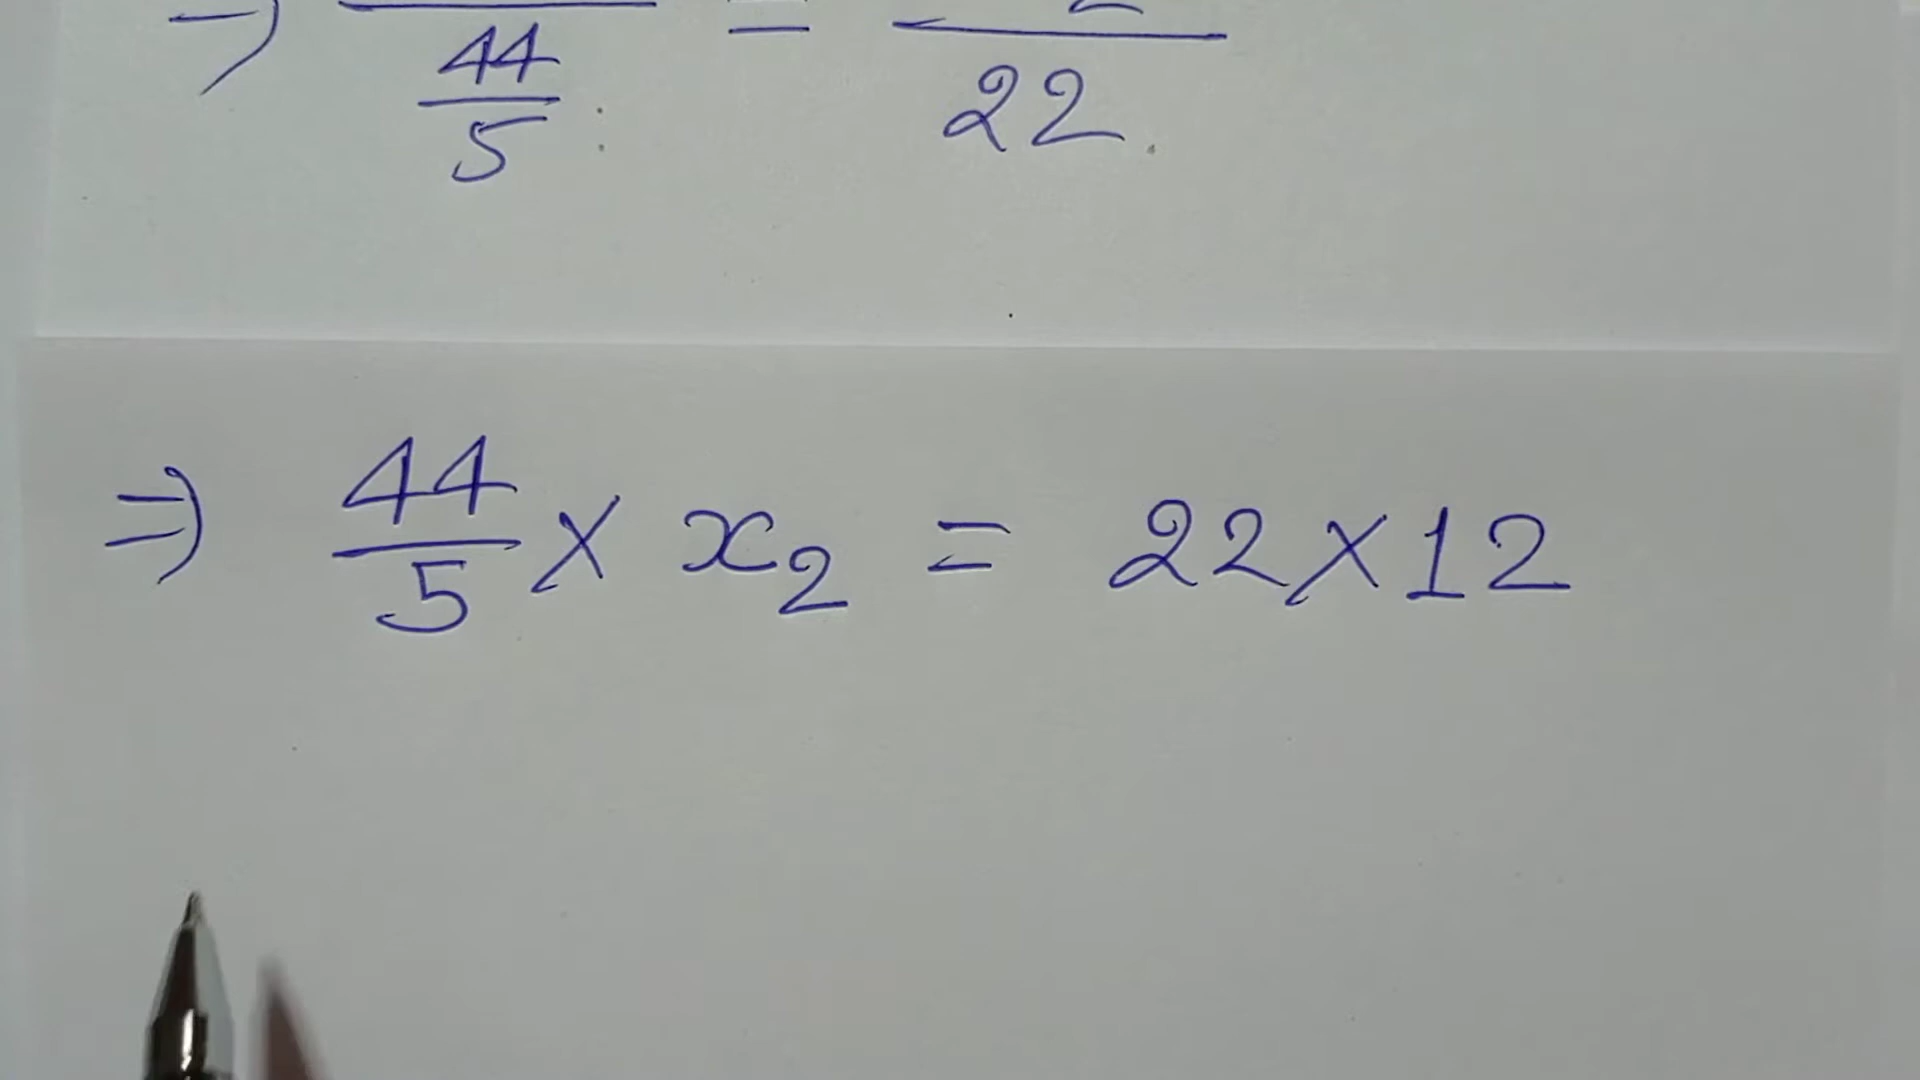 ⇒ 44/5 = /22
⇒ 44/5 × x₂ = 22×12